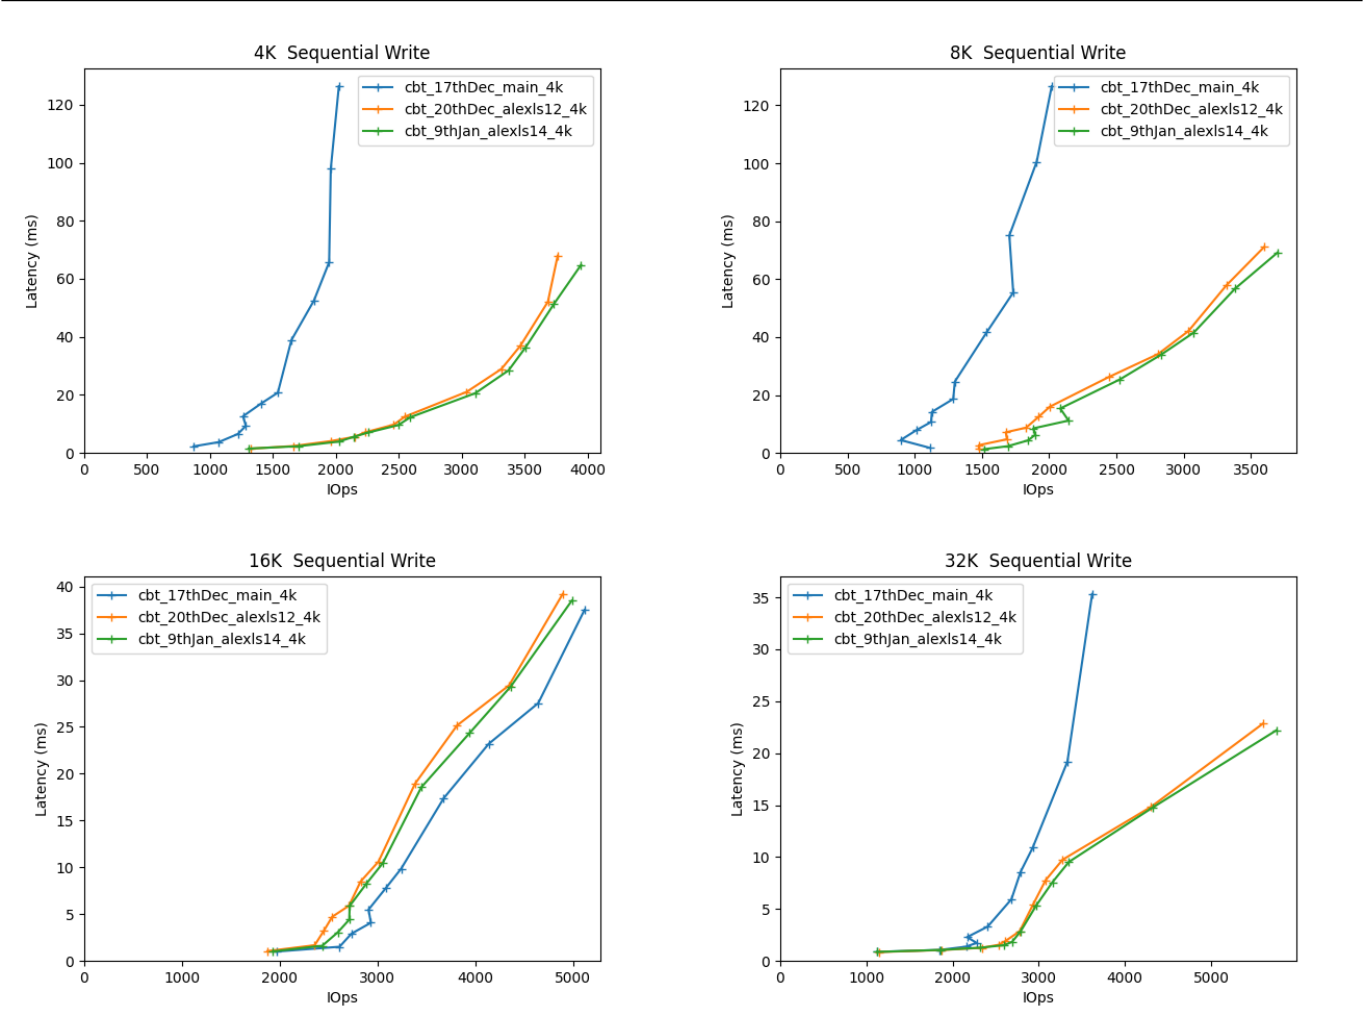 4K  Sequential Write
cbt_17thDec_main_4k
cbt_20thDec_alexls12_4k
cbt_9thJan_alexls14_4k
120
100
80
60
40
20
0
Latency (ms)
0 500 1000 1500 2000 2500 3000 3500 4000
IOps
8K  Sequential Write
cbt_17thDec_main_4k
cbt_20thDec_alexls12_4k
cbt_9thJan_alexls14_4k
120
100
80
60
40
20
0
Latency (ms)
0 500 1000 1500 2000 2500 3000 3500
IOps
16K  Sequential Write
cbt_17thDec_main_4k
cbt_20thDec_alexls12_4k
cbt_9thJan_alexls14_4k
40
35
30
25
20
15
10
5
0
Latency (ms)
0 1000 2000 3000 4000 5000
IOps
32K  Sequential Write
cbt_17thDec_main_4k
cbt_20thDec_alexls12_4k
cbt_9thJan_alexls14_4k
35
30
25
20
15
10
5
0
Latency (ms)
0 1000 2000 3000 4000 5000
IOps